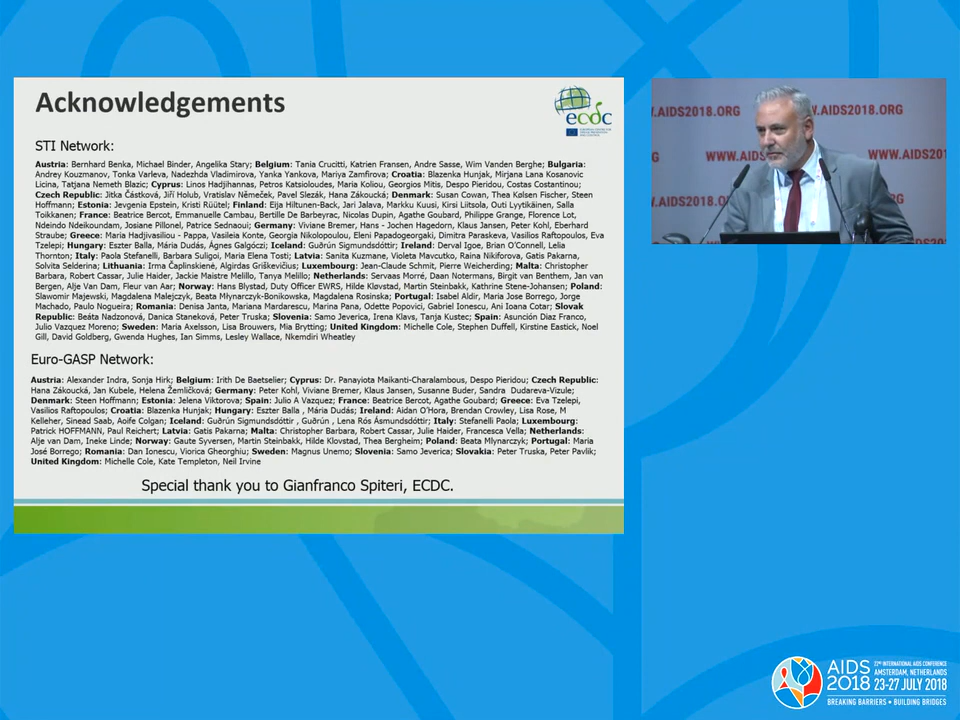 Acknowledgements
ecdc
STI Network:
Austria: Bernhard Benka, Michael Binder, Angelika Stary; Belgium: Tania Crucitti, Katrien Fransen, Andre Sasse, Wim Vanden Berghe; Bulgaria:
Andrey Kouzmanov, Tonka Varleva, Nadezhda Vladimirova, Yanka Yankova, Mariya Zamfirova; Croatia: Blazenka Hunjak, Mirjana Lana Kosanovic
Licina, Tatjana Nemeth Blazic; Cyprus: Linos Hadjihannas, Petros Katsioloudes, Maria Koliou, Georgios Mitis, Despo Pieridou, Costas Costantinou;
Czech Republic: Jitka Částková, Jiří Holub, Vratislav Němeček, Pavel Slezák, Hana Zákoucká; Denmark: Susan Cowan, Thea Kølsen Fischer, Steen
Hoffmann; Estonia: Jevgenia Epstein, Kristi Rüütel; Finland: Eija Hiltunen-Back, Jari Jalava, Markku Kuusi, Kirsi Liitsola, Outi Lyytikäinen, Salla
Toikkanen; France: Beatrice Bercot, Emmanuelle Cambau, Bertille De Barbeyrac, Nicolas Dupin, Agathe Goubard, Philippe Grange, Florence Lot,
Ndeindo Ndeikoundam, Josiane Pillonel, Patrice Sednaoui; Germany: Viviane Bremer, Hans - Jochen Hagedorn, Klaus Jansen, Peter Kohl, Eberhard
Straube; Greece: Maria Hadjivasiliou - Pappa, Vasileia Konte, Georgia Nikolopoulou, Eleni Papadogeorgaki, Dimitra Paraskeva, Vasilios Raftopoulos, Eva
Tzelepi; Hungary: Eszter Balla, Mária Dudás, Ágnes Galgóczi; Iceland: Guðrún Sigmundsdóttir; Ireland: Derval Igoe, Brian O'Connell, Lelia
Thornton; Italy: Paola Stefanelli, Barbara Suligoi, Maria Elena Tosti; Latvia: Sanita Kuzmane, Violeta Mavcutko, Raina Nikiforova, Gatis Pakarna,
Solvita Selderina; Lithuania: Irma Čaplinskienė, Algirdas Griškevičius; Luxembourg: Jean-Claude Schmit, Pierre Weicherding; Malta: Christopher
Barbara, Robert Cassar, Julie Haider, Jackie Maistre Melillo, Tanya Melillo; Netherlands: Servaas Morré, Daan Notermans, Birgit van Benthem, Jan van
Bergen, Alje Van Dam, Fleur van Aar; Norway: Hans Blystad, Duty Officer EWRS, Hilde Kløvstad, Martin Steinbakk, Kathrine Stene-Johansen; Poland:
Slawomir Majewski, Magdalena Malejczyk, Beata Młynarczyk-Bonikowska, Magdalena Rosinska; Portugal: Isabel Aldir, Maria Jose Borrego, Jorge
Machado, Paulo Nogueira; Romania: Denisa Janta, Mariana Mardarescu, Marina Pana, Odette Popovici, Gabriel Ionescu, Ani Ioana Cotar; Slovak
Republic: Beáta Nadzonová, Danica Staneková, Peter Truska; Slovenia: Samo Jeverica, Irena Klavs, Tanja Kustec; Spain: Asunción Diaz Franco,
Julio Vazquez Moreno; Sweden: Maria Axelsson, Lisa Brouwers, Mia Brytting; United Kingdom: Michelle Cole, Stephen Duffell, Kirstine Eastick, Noel
Gill, David Goldberg, Gwenda Hughes, Ian Simms, Lesley Wallace, Nkemdiri Wheatley
Euro-GASP Network:
Austria: Alexander Indra, Sonja Hirk; Belgium: Irith De Baetselier; Cyprus: Dr. Panayiota Maikanti-Charalambous, Despo Pieridou; Czech Republic:
Hana Zákoucká, Jan Kubele, Helena Žemličková; Germany: Peter Kohl, Viviane Bremer, Klaus Jansen, Susanne Buder, Sandra Dudareva-Vizule;
Denmark: Steen Hoffmann; Estonia: Jelena Viktorova; Spain: Julio A Vazquez; France: Beatrice Bercot, Agathe Goubard; Greece: Eva Tzelepi,
Vasilios Raftopoulos; Croatia: Blazenka Hunjak; Hungary: Eszter Balla , Mária Dudás; Ireland: Aidan O'Hora, Brendan Crowley, Lisa Rose, M
Kelleher, Sinead Saab, Aoife Colgan; Iceland: Guðrún Sigmundsdóttir , Guðrún , Lena Rós Ásmundsdóttir; Italy: Stefanelli Paola; Luxembourg:
Patrick HOFFMANN, Paul Reichert; Latvia: Gatis Pakarna; Malta: Christopher Barbara, Robert Cassar, Julie Haider, Francesca Vella; Netherlands:
Alje van Dam, Ineke Linde; Norway: Gaute Syversen, Martin Steinbakk, Hilde Klovstad, Thea Bergheim; Poland: Beata Mlynarczyk; Portugal: Maria
José Borrego; Romania: Dan Ionescu, Viorica Gheorghiu; Sweden: Magnus Unemo; Slovenia: Samo Jeverica; Slovakia: Peter Truska, Peter Pavlik;
United Kingdom: Michelle Cole, Kate Templeton, Neil Irvine
Special thank you to Gianfranco Spiteri, ECDC.
W.AIDS2018.ORG
W.AIDS2018.ORG
RG
WWW.AIDS
WWW.AIDS20
AIDS 2018
22ND INTERNATIONAL AIDS CONFERENCE
AMSTERDAM, NETHERLANDS
23-27 JULY 2018
BREAKING BARRIERS • BUILDING BRIDGES